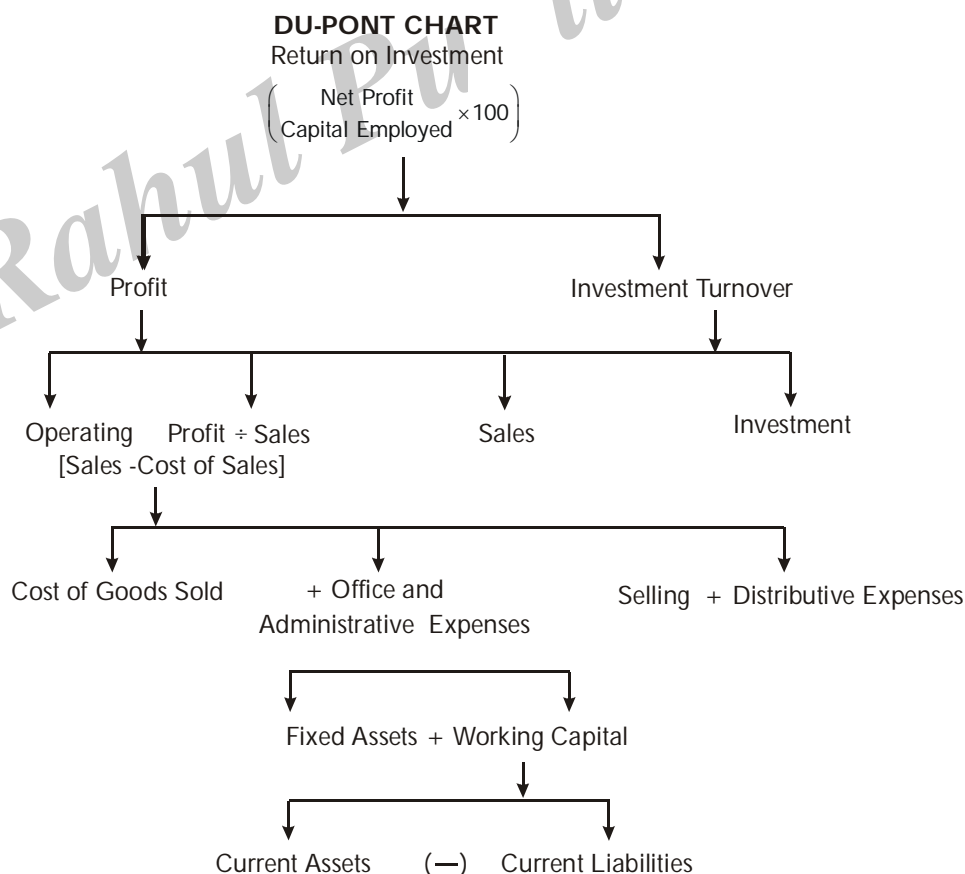 DU-PONT CHART
Return on Investment
(Net Profit
Capital Employed ×100)
Profit
Investment Turnover
Operating Profit ÷ Sales
[Sales -Cost of Sales]
Sales
Investment
Cost of Goods Sold
+ Office and
Administrative Expenses
Selling + Distributive Expenses
Fixed Assets + Working Capital
Current Assets (—) Current Liabilities
Rahul